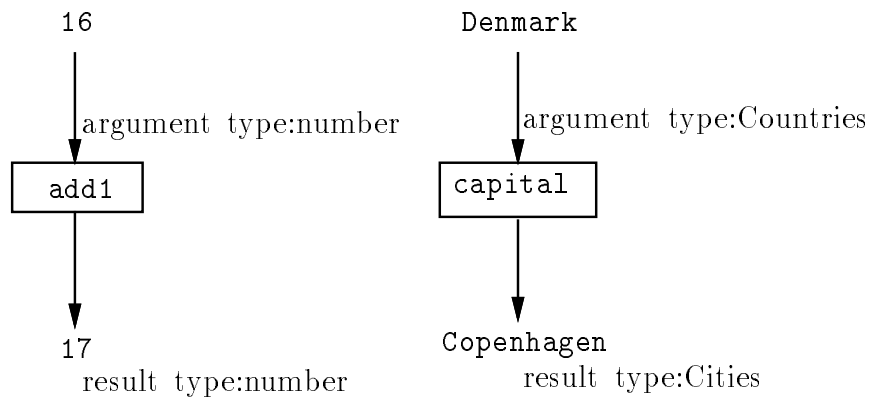 16
argument type:number
add1
17
result type:number
Denmark
argument type:Countries
capital
Copenhagen
result type:Cities